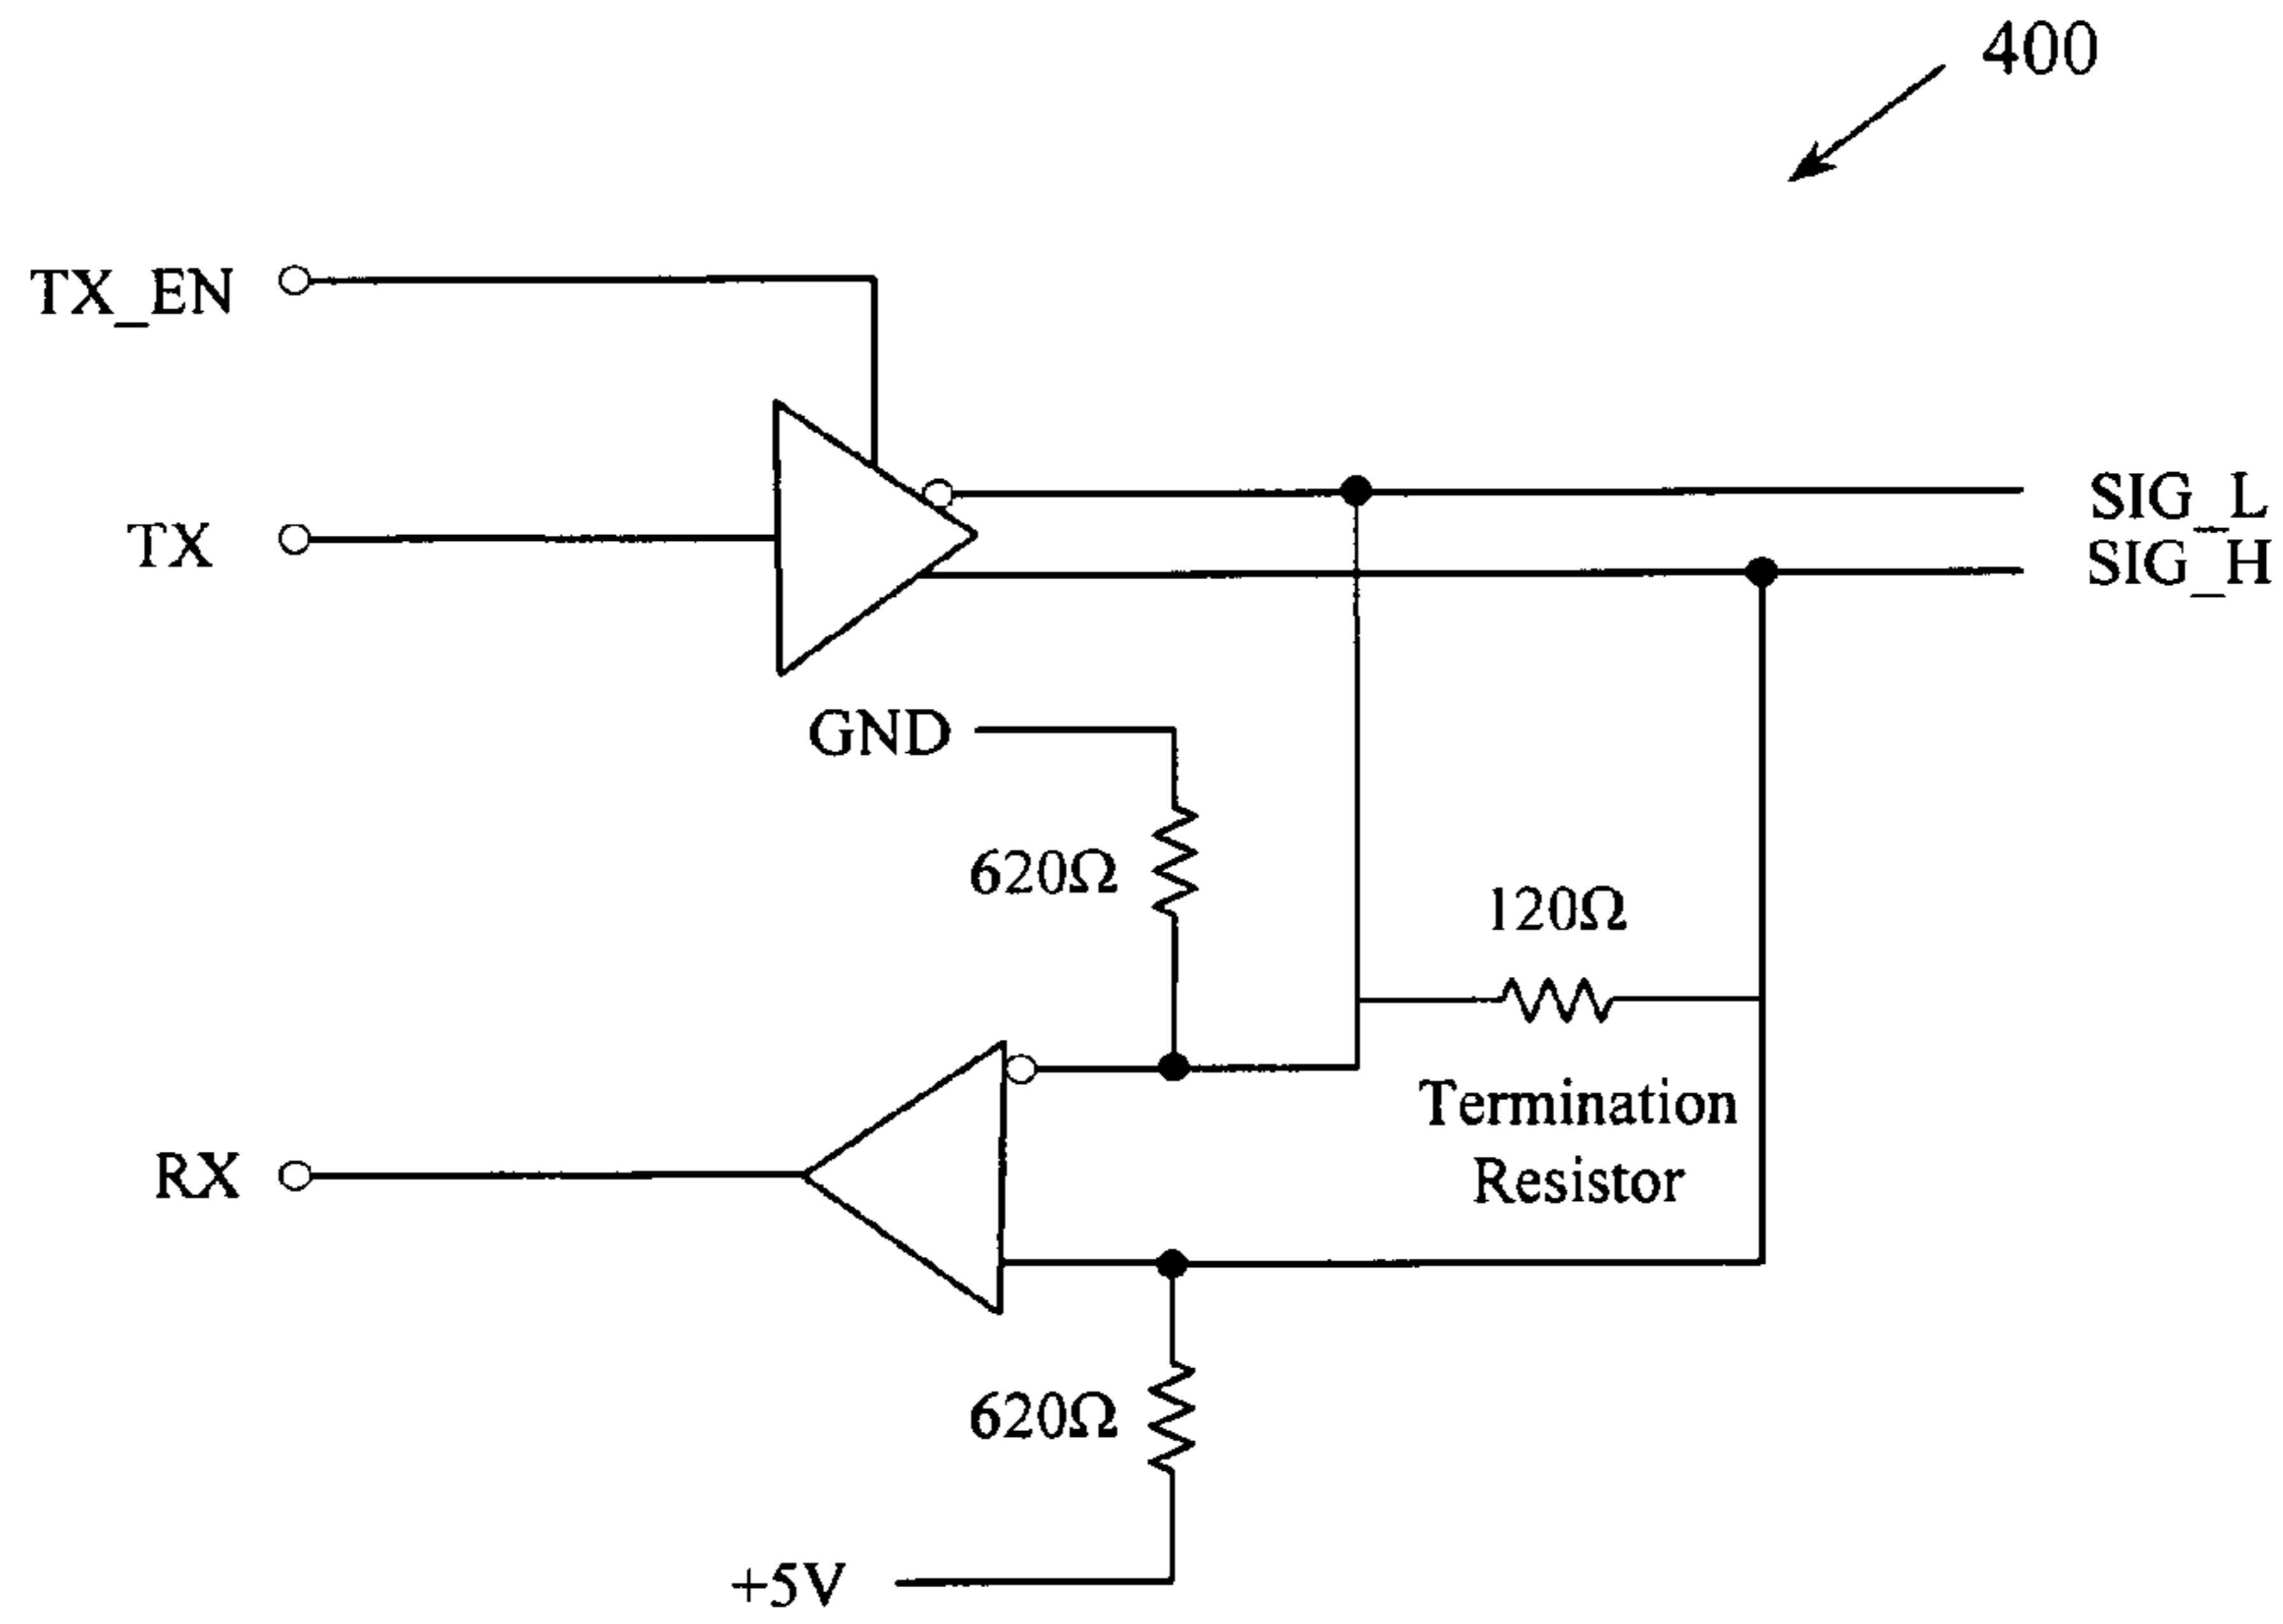 400
TX_EN
TX
SIG_L
SIG_H
GND
620Ω
120Ω
Termination
Resistor
RX
620Ω
+5V